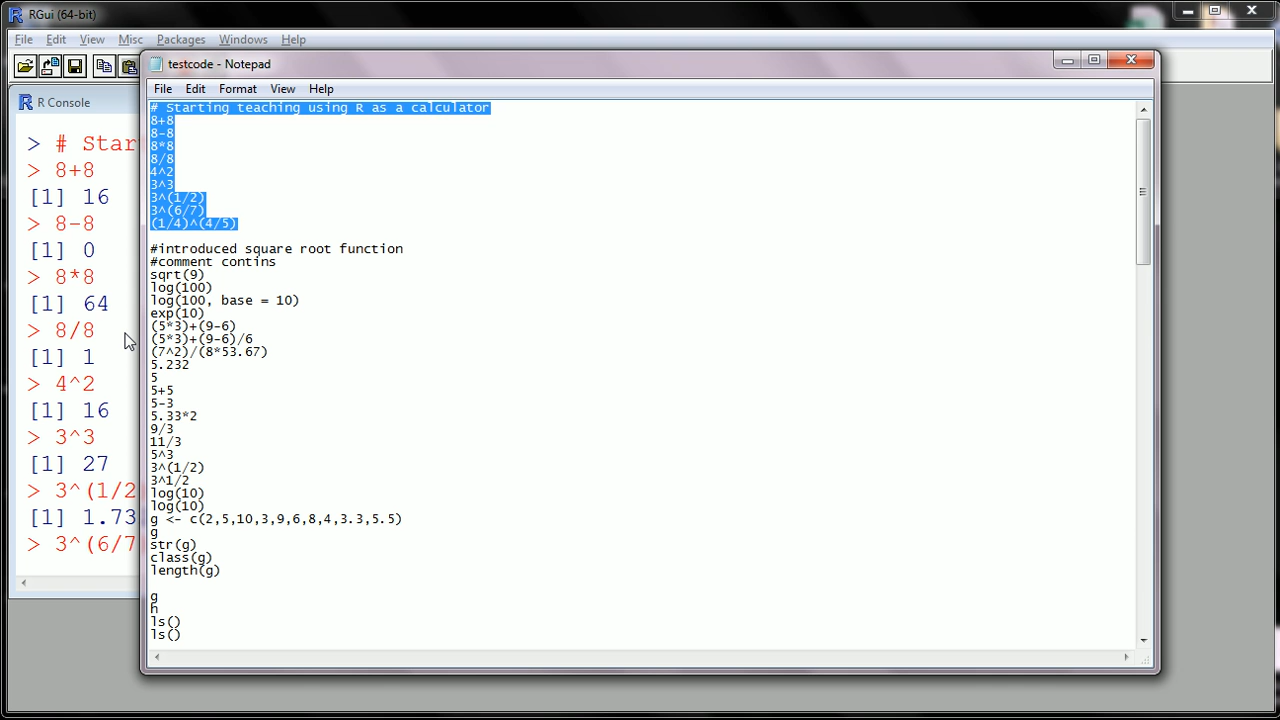 RGui (64-bit)
File Edit View Misc Packages Windows Help
R Console
> # Star
> 8+8
[1] 16
> 8-8
[1] 0
> 8*8
[1] 64
> 8/8
[1] 1
> 4^2
[1] 16
> 3^3
[1] 27
> 3^(1/2
[1] 1.73
> 3^(6/7
testcode - Notepad
File Edit Format View Help
# Starting teaching using R as a calculator
8+8
8-8
8*8
8/8
4^2
3^3
3^(1/2)
3^(6/7)
(1/4)^(4/5)
#introduced square root function
#comment contins
sqrt(9)
log(100)
log(100, base = 10)
exp(10)
(5*3)+(9-6)
(5*3)+(9-6)/6
(7^2)/(8*53.67)
5.232
5
5+5
5-3
5.33*2
9/3
11/3
5^3
3^(1/2)
3^1/2
log(10)
log(10)
g <- c(2,5,10,3,9,6,8,4,3.3,5.5)
g
str(g)
class(g)
length(g)
g
h
ls()
ls()